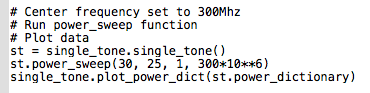 # Center frequency set to 300Mhz
# Run power_sweep function
# Plot data
st = single_tone.single_tone()
st.power_sweep(30, 25, 1, 300*10**6)
single_tone.plot_power_dict(st.power_dictionary)